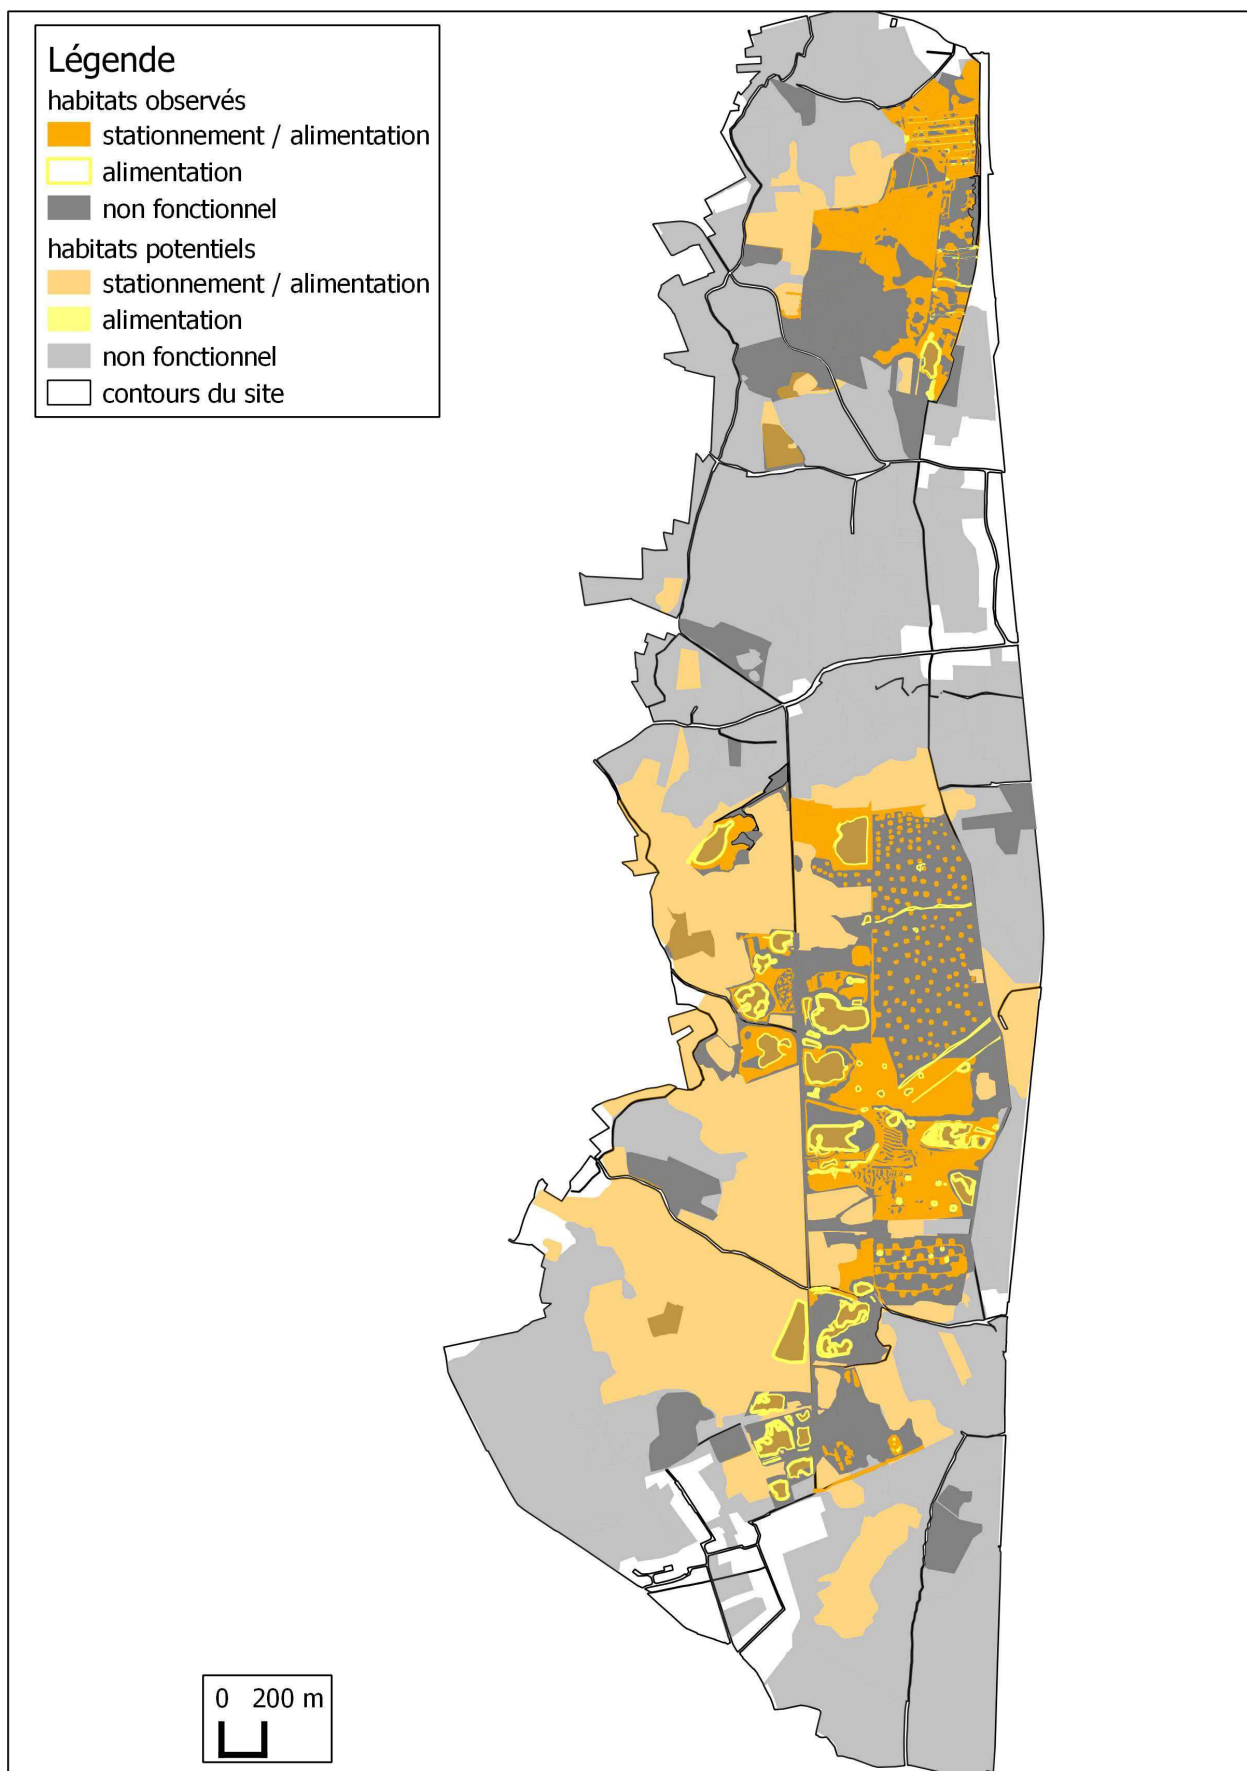 Légende
habitats observés
stationnement / alimentation
alimentation
non fonctionnel
habitats potentiels
stationnement / alimentation
alimentation
non fonctionnel
contours du site
0 200 m